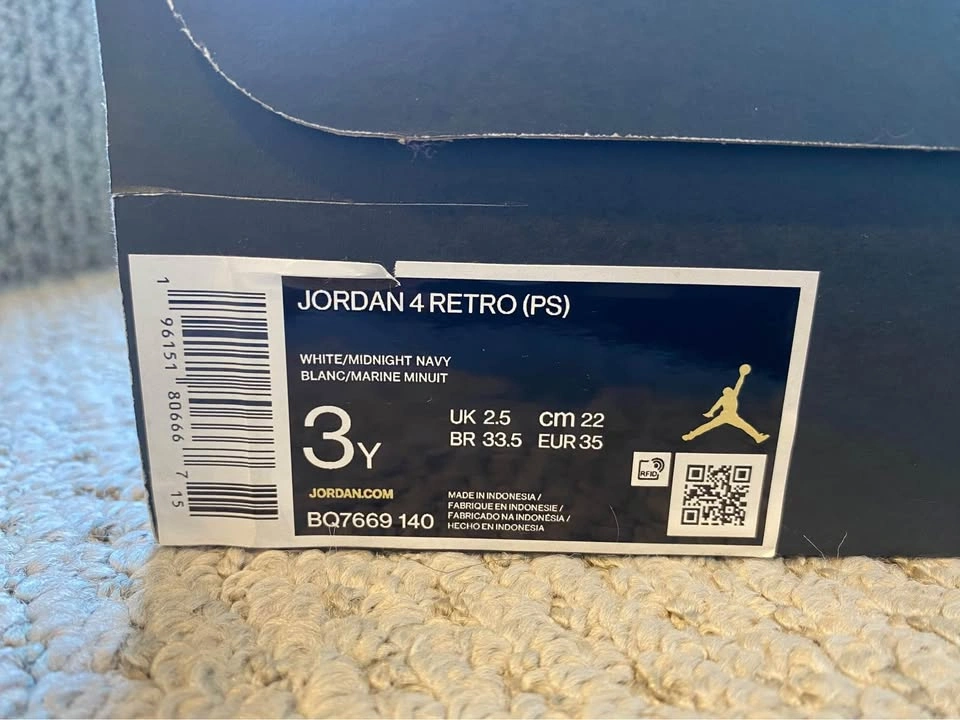 JORDAN 4 RETRO (PS)
WHITE/MIDNIGHT NAVY
BLANC/MARINE MINUIT
3Y
UK 2.5 cm 22
BR 33.5 EUR 35
JORDAN.COM
BQ7669 140
MADE IN INDONESIA /
FABRIQUE EN INDONESIE /
FABRICADO NA INDONÉSIA /
HECHO EN INDONESIA
RFID
1 96151 80666 7 15